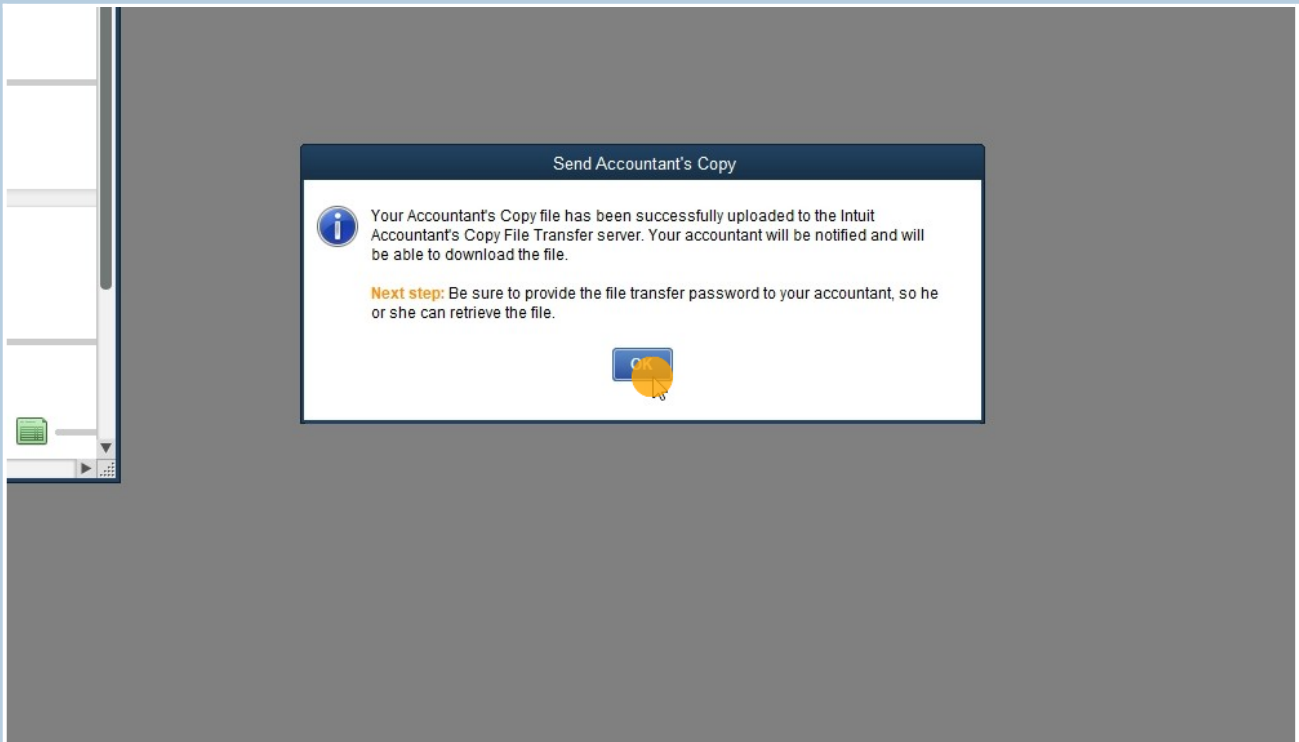 Send Accountant's Copy
Your Accountant's Copy file has been successfully uploaded to the Intuit
Accountant's Copy File Transfer server. Your accountant will be notified and will
be able to download the file.
Next step: Be sure to provide the file transfer password to your accountant, so he
or she can retrieve the file.
OK